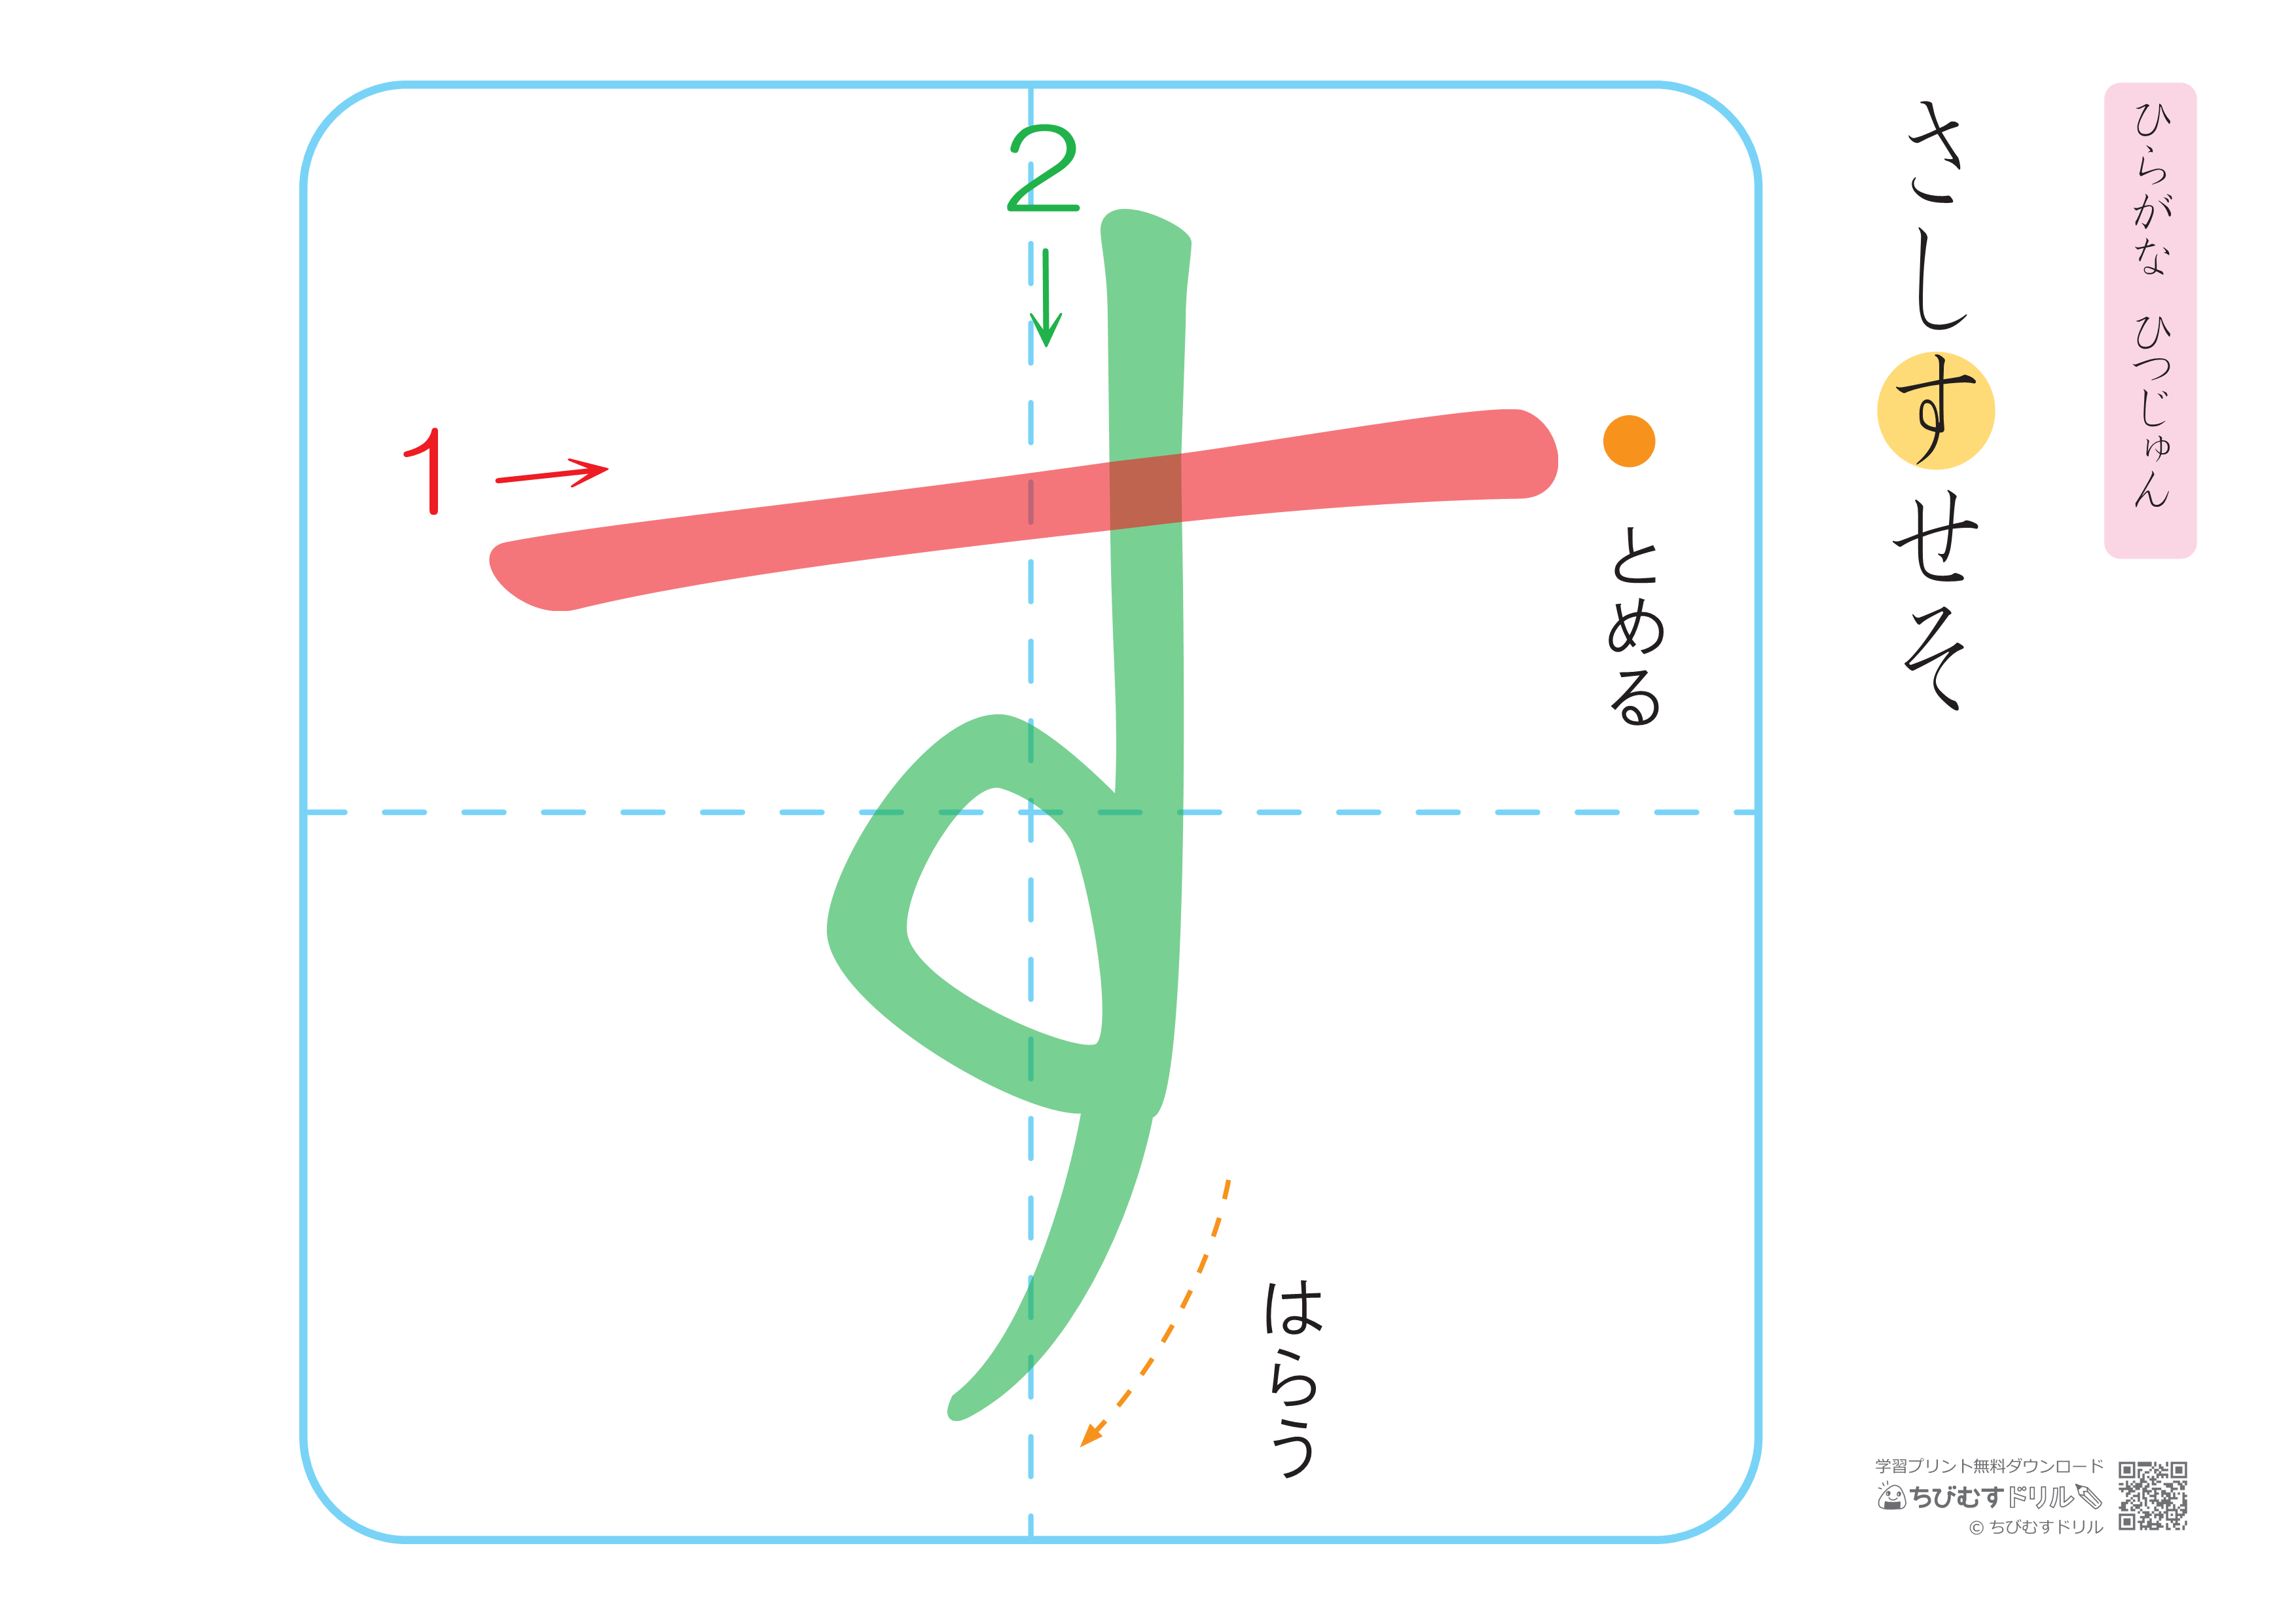 ひらがな ひつじゅん
さしすせそ
1
2
す
とめる
はらう
学習プリント無料ダウンロード
ちびむすドリル
© ちびむすドリル